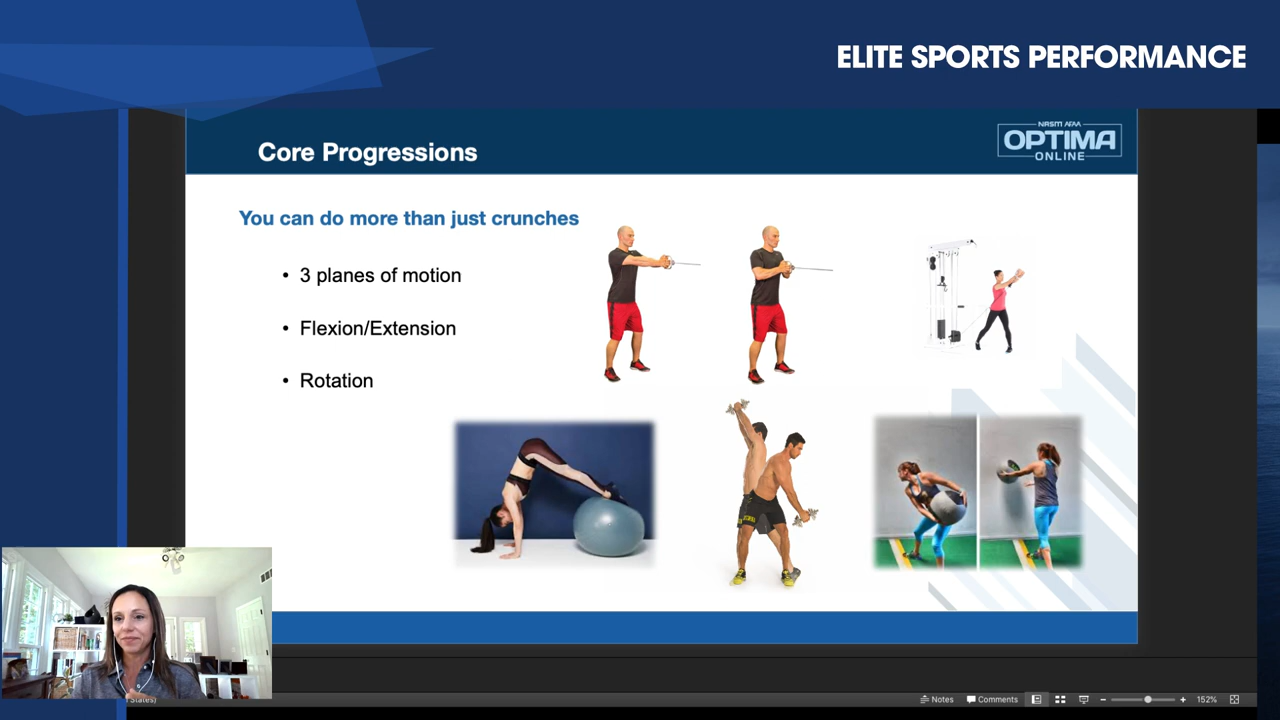 ELITE SPORTS PERFORMANCE
Core Progressions
NASM AFAA
OPTIMA
ONLINE
You can do more than just crunches
• 3 planes of motion
• Flexion/Extension
• Rotation
States)
Notes
Comments
152%